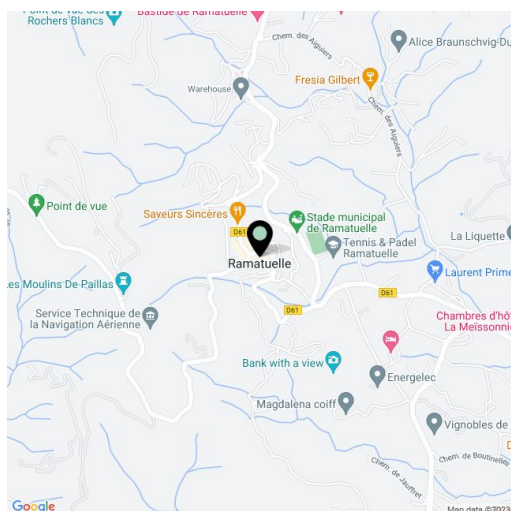 Point de vue des
Rochers Blancs
Bastide de Ramatuelle
Chem. des Aiguiers
Alice Braunschvig-Du
Fresia Gilbert
Warehouse
Chem. des Aiguiers
Point de vue
Saveurs Sincères
D61
Stade municipal
de Ramatuelle
Tennis & Padel
Ramatuelle
La Liquette
Ramatuelle
Les Moulins De Paillas
Laurent Prime
D61
Service Technique de
la Navigation Aérienne
D61
Chambres d'hô
La Meïssonni
Bank with a view
Energelec
Magdalena coiff
Vignobles de
Chem. de Boutinelles
Chem. de Jauffret
Google
Map data ©2023